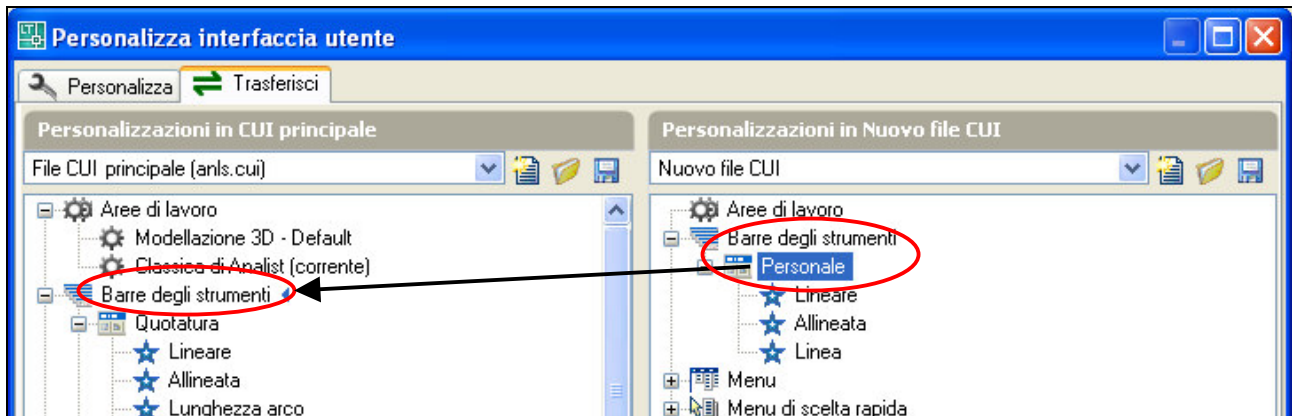 Personalizza interfaccia utente
Personalizza
Trasferisci
Personalizzazioni in CUI principale
File CUI principale (anls.cui)
Aree di lavoro
Modellazione 3D - Default
Classica di Analist (corrente)
Barre degli strumenti
Quotatura
Lineare
Allineata
Lunghezza arco
Personalizzazioni in Nuovo file CUI
Nuovo file CUI
Aree di lavoro
Barre degli strumenti
Personale
Lineare
Allineata
Linea
Menu
Menu di scelta rapida